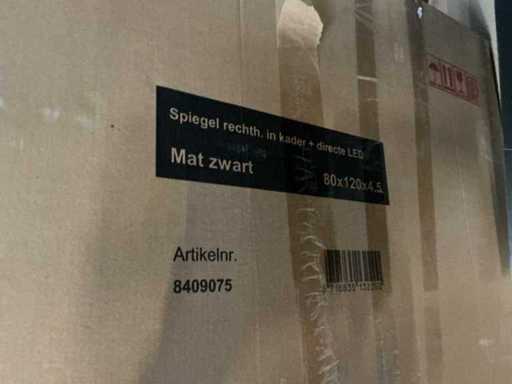 Spiegel rechth. in kader + directe LED
Mat zwart
80x120x4.5
Artikelnr.
8409075